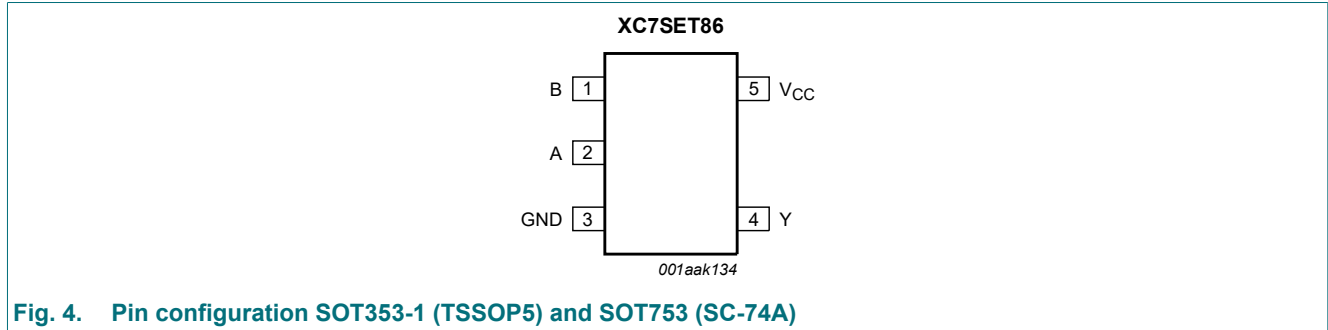 XC7SET86
B 1 5 VCC
A 2
GND 3 4 Y
001aak134
Fig. 4. Pin configuration SOT353-1 (TSSOP5) and SOT753 (SC-74A)